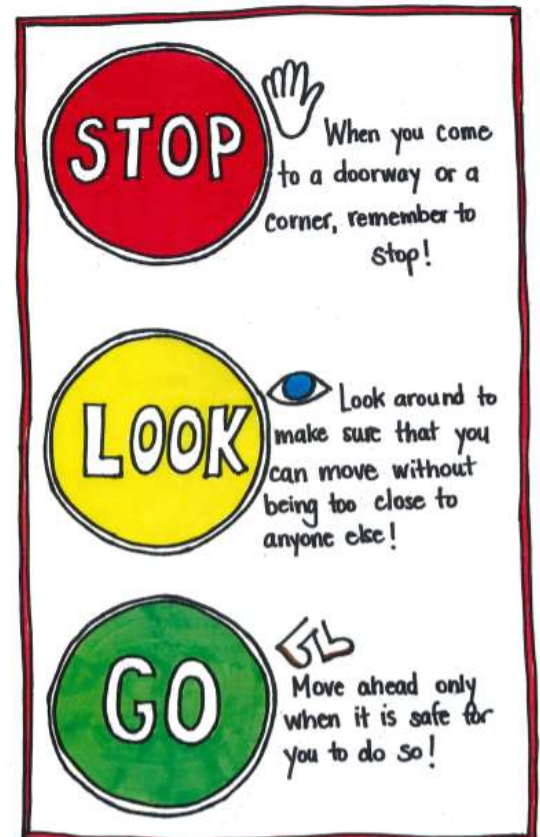 STOP
When you come
to a doorway or a
corner, remember to
stop!
LOOK
Look around to
make sure that you
can move without
being too close to
anyone else!
GO
Move ahead only
when it is safe for
you to do so!